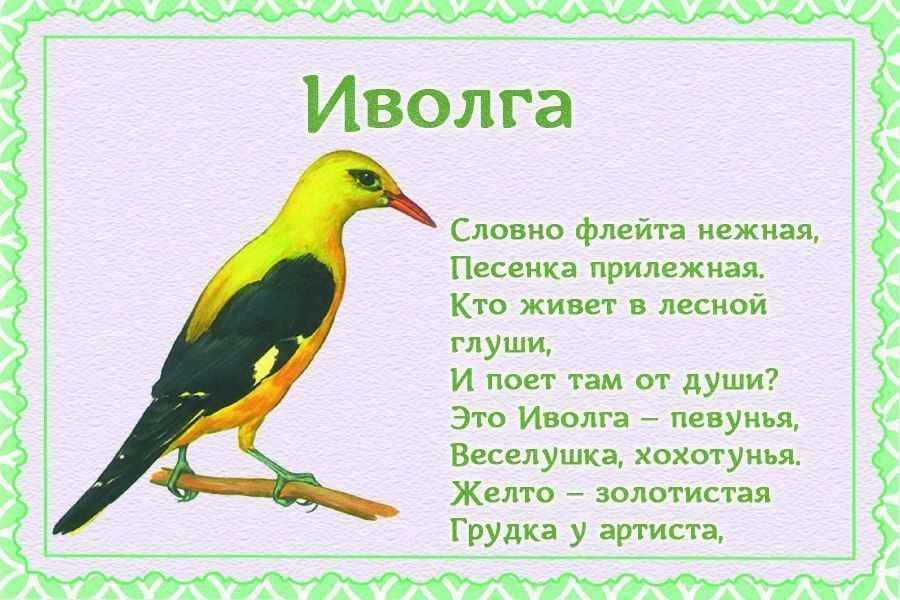 Иволга
Словно флейта нежная,
Песенка прилежная.
Кто живет в лесной
глуши,
И поет там от души?
Это Иволга – певунья,
Веселушка, хохотунья.
Желто – золотистая
Грудка у артиста,